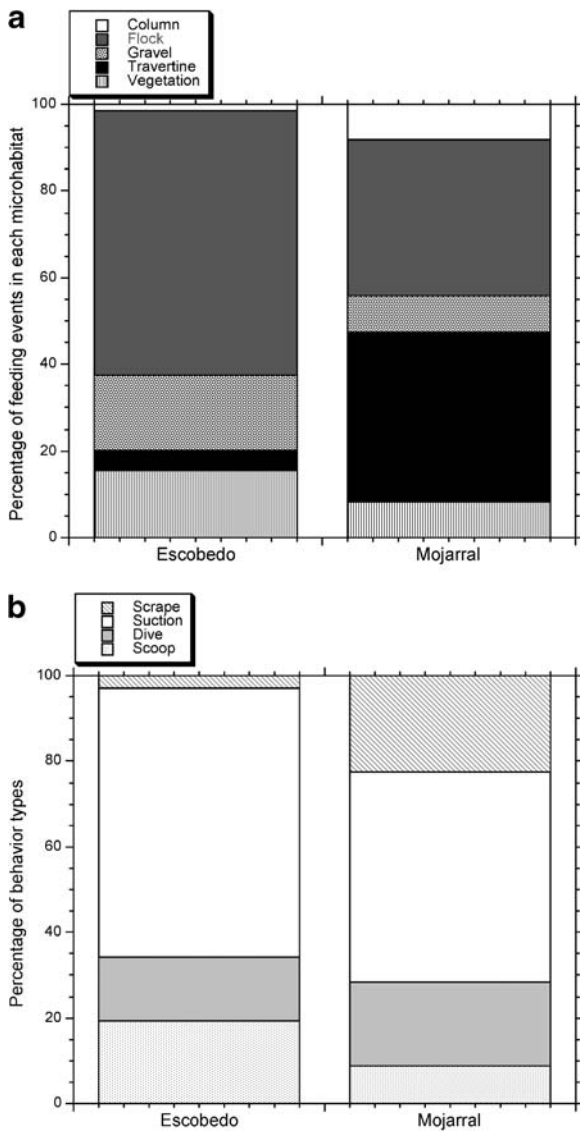 a
Column
Flock
Gravel
Travertine
Vegetation
Percentage of feeding events in each microhabitat
100
80
60
40
20
0
Escobedo
Mojarral
b
Scrape
Suction
Dive
Scoop
Percentage of behavior types
100
80
60
40
20
0
Escobedo
Mojarral